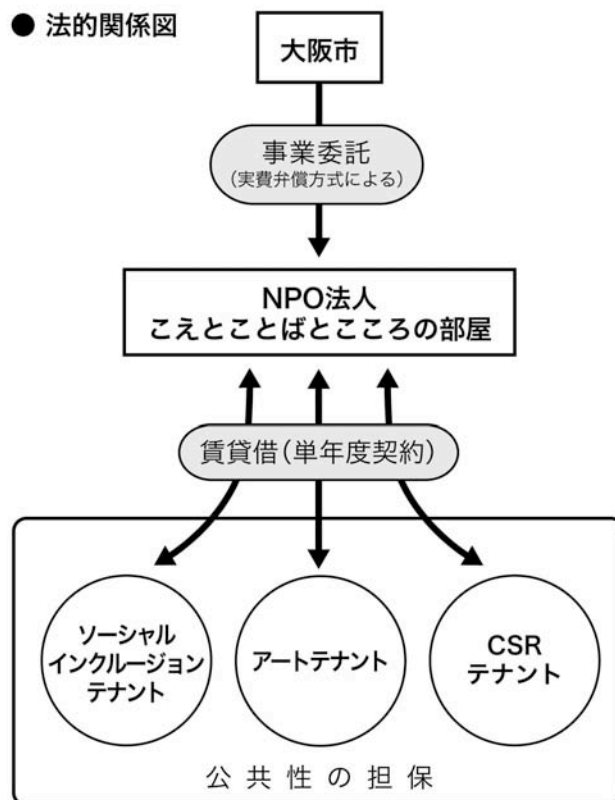 ● 法的関係図
大阪市
事業委託
（実費弁償方式による）
NPO法人
こえとことばとこころの部屋
賃貸借（単年度契約）
ソーシャル
インクルージョン
テナント
アートテナント
CSR
テナント
公共性の担保